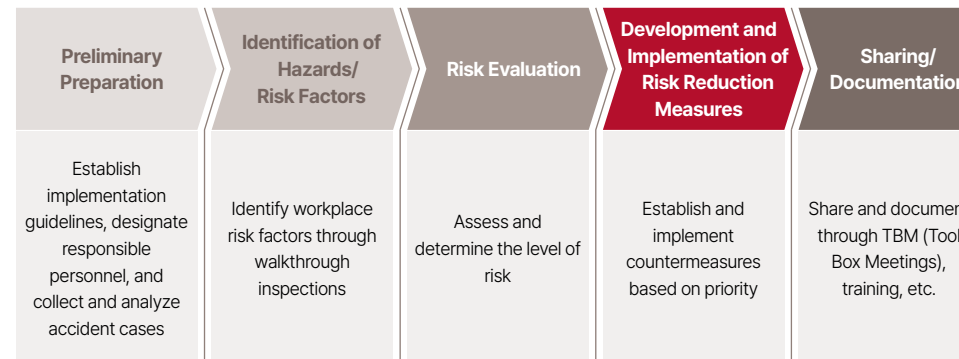 Preliminary
Preparation
Establish
implementation
guidelines, designate
responsible
personnel, and
collect and analyze
accident cases
Identification of
Hazards/
Risk Factors
Identify workplace
risk factors through
walkthrough
inspections
Risk Evaluation
Assess and
determine the level of
risk
Development and
Implementation of
Risk Reduction
Measures
Establish and
implement
countermeasures
based on priority
Sharing/
Documentation
Share and document
through TBM (Tool
Box Meetings),
training, etc.